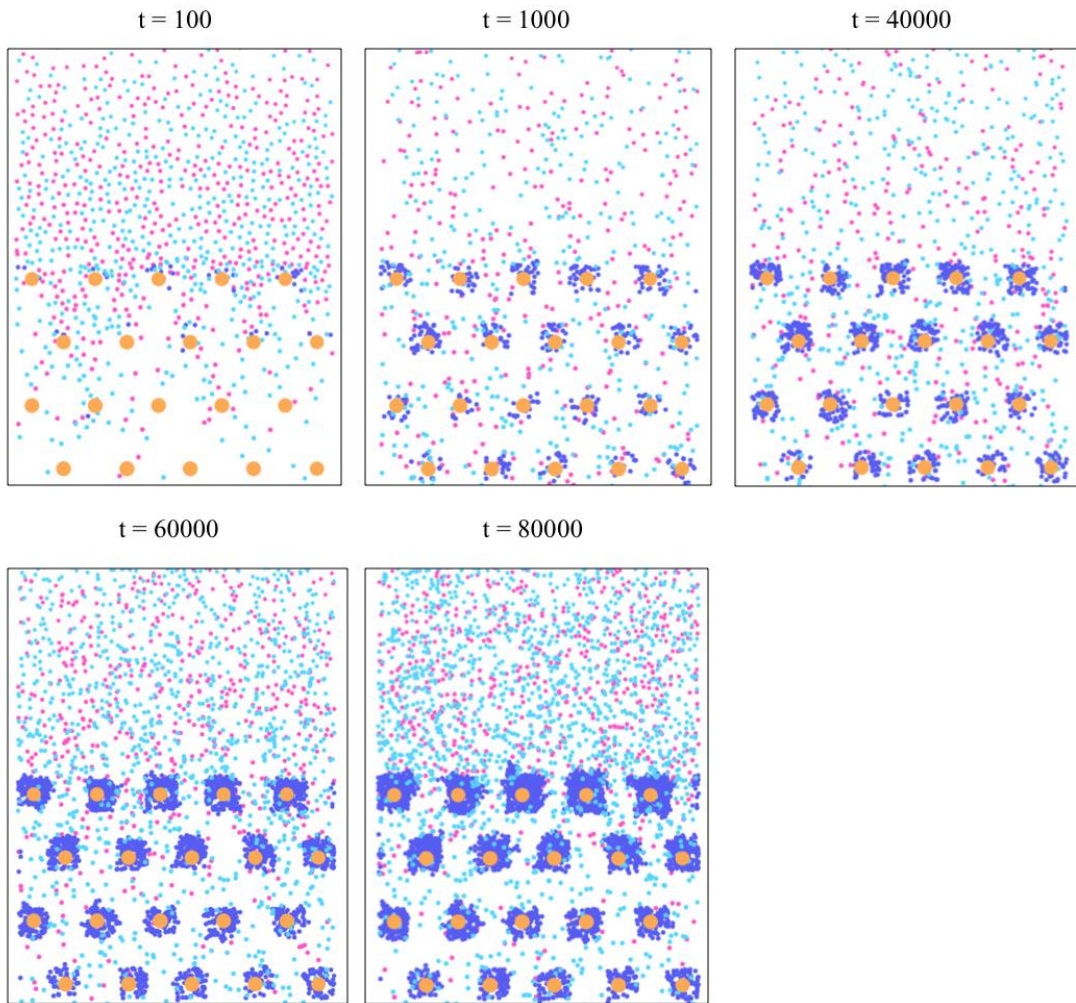 t = 100
t = 1000
t = 40000
t = 60000
t = 80000